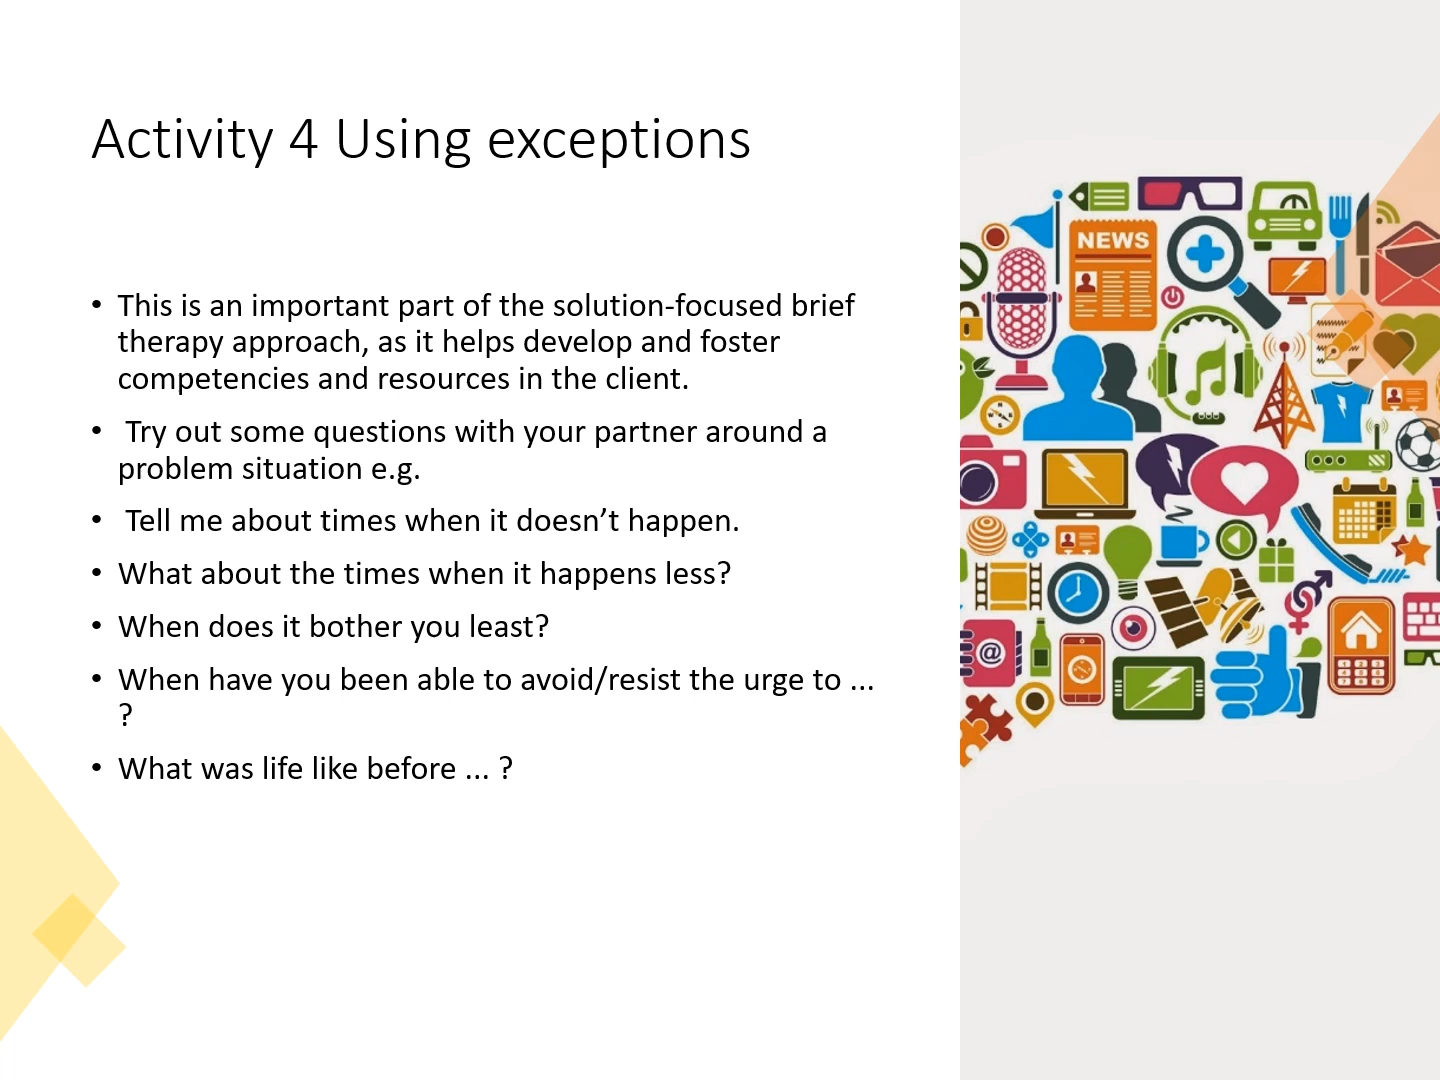 Activity 4 Using exceptions
• This is an important part of the solution-focused brief
therapy approach, as it helps develop and foster
competencies and resources in the client.
• Try out some questions with your partner around a
problem situation e.g.
• Tell me about times when it doesn’t happen.
• What about the times when it happens less?
• When does it bother you least?
• When have you been able to avoid/resist the urge to ...
?
• What was life like before ... ?
NEWS
@